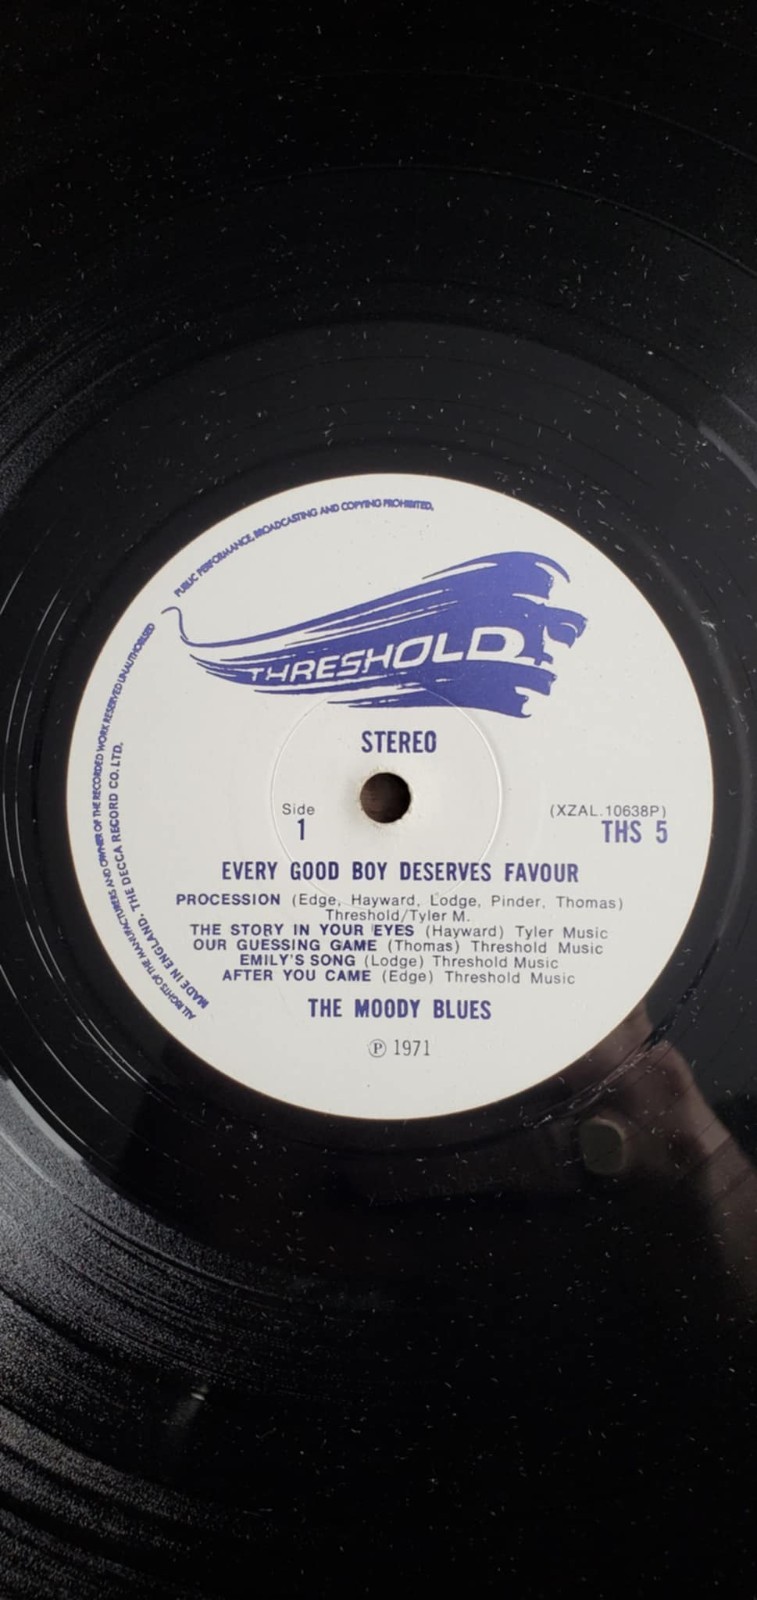 PUBLIC PERFORMANCE, BROADCASTING AND COPYING PROHIBITED.
ALL RIGHTS OF THE MANUFACTURERS AND OWNER OF THE RECORDED WORK RESERVED UNAUTHORISED
MADE IN ENGLAND. THE DECCA RECORD CO. LTD.
THRESHOLD
STEREO
Side
1
(XZAL.10638P)
THS 5
EVERY GOOD BOY DESERVES FAVOUR
PROCESSION (Edge, Hayward, Lodge, Pinder, Thomas)
Threshold/Tyler M.
THE STORY IN YOUR EYES (Hayward) Tyler Music
OUR GUESSING GAME (Thomas) Threshold Music
EMILY'S SONG (Lodge) Threshold Music
AFTER YOU CAME (Edge) Threshold Music
THE MOODY BLUES
℗ 1971